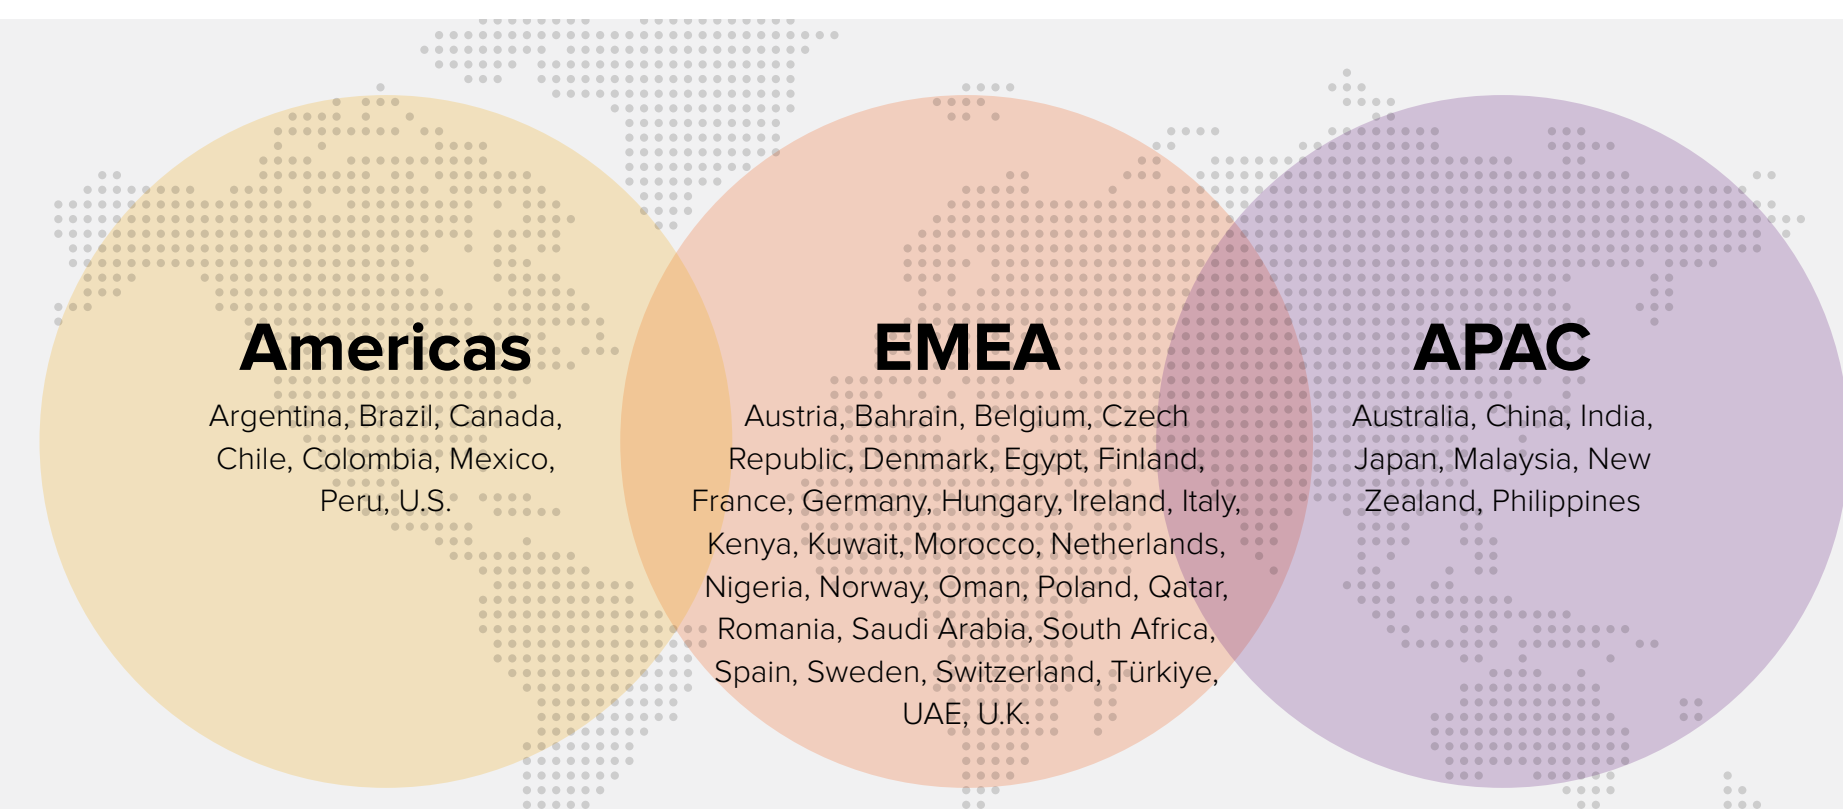 Americas
Argentina, Brazil, Canada,
Chile, Colombia, Mexico,
Peru, U.S.
EMEA
Austria, Bahrain, Belgium, Czech
Republic, Denmark, Egypt, Finland,
France, Germany, Hungary, Ireland, Italy,
Kenya, Kuwait, Morocco, Netherlands,
Nigeria, Norway, Oman, Poland, Qatar,
Romania, Saudi Arabia, South Africa,
Spain, Sweden, Switzerland, Türkiye,
UAE, U.K.
APAC
Australia, China, India,
Japan, Malaysia, New
Zealand, Philippines